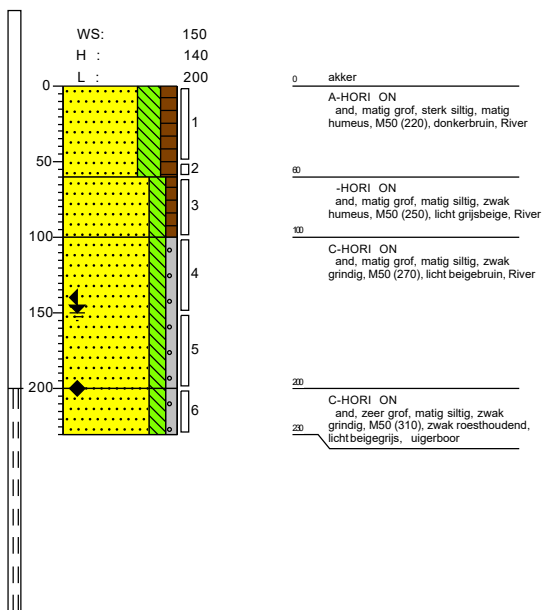 WS: 150
H : 140
L : 200
0
50
100
150
200
1
2
3
4
5
6
0 akker
A-HORI ON
and, matig grof, sterk siltig, matig
humeus, M50 (220), donkerbruin, River
60
-HORI ON
and, matig grof, matig siltig, zwak
humeus, M50 (250), licht grijsbeige, River
100
C-HORI ON
and, matig grof, matig siltig, zwak
grindig, M50 (270), licht beigebruin, River
200
C-HORI ON
and, zeer grof, matig siltig, zwak
grindig, M50 (310), zwak roesthoudend,
230
licht beigegrijs, uigerboor